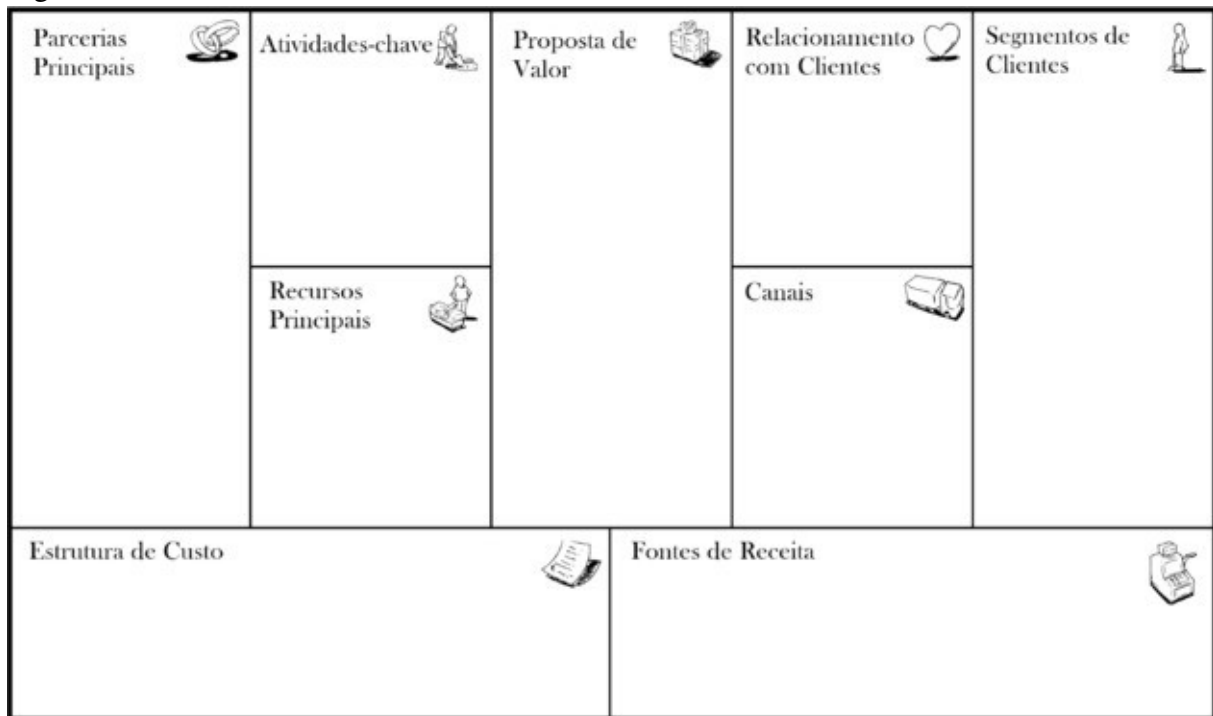 Parcerias
Principais
Atividades-chave
Proposta de
Valor
Relacionamento
com Clientes
Segmentos de
Clientes
Recursos
Principais
Canais
Estrutura de Custo
Fontes de Receita